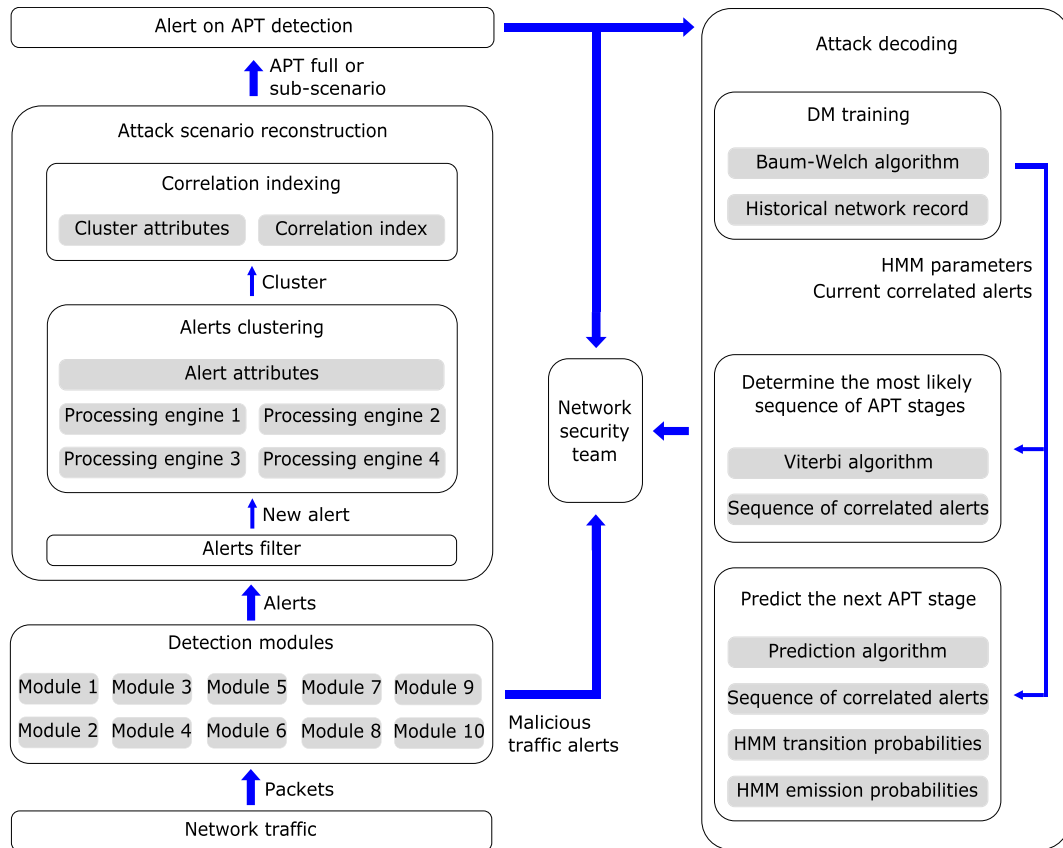 Alert on APT detection
APT full or
sub-scenario
Attack scenario reconstruction
Correlation indexing
Cluster attributes
Correlation index
Cluster
Alerts clustering
Alert attributes
Processing engine 1
Processing engine 2
Processing engine 3
Processing engine 4
New alert
Alerts filter
Alerts
Detection modules
Module 1
Module 3
Module 5
Module 7
Module 9
Module 2
Module 4
Module 6
Module 8
Module 10
Packets
Network traffic
Malicious
traffic alerts
Network
security
team
Attack decoding
DM training
Baum-Welch algorithm
Historical network record
HMM parameters
Current correlated alerts
Determine the most likely
sequence of APT stages
Viterbi algorithm
Sequence of correlated alerts
Predict the next APT stage
Prediction algorithm
Sequence of correlated alerts
HMM transition probabilities
HMM emission probabilities